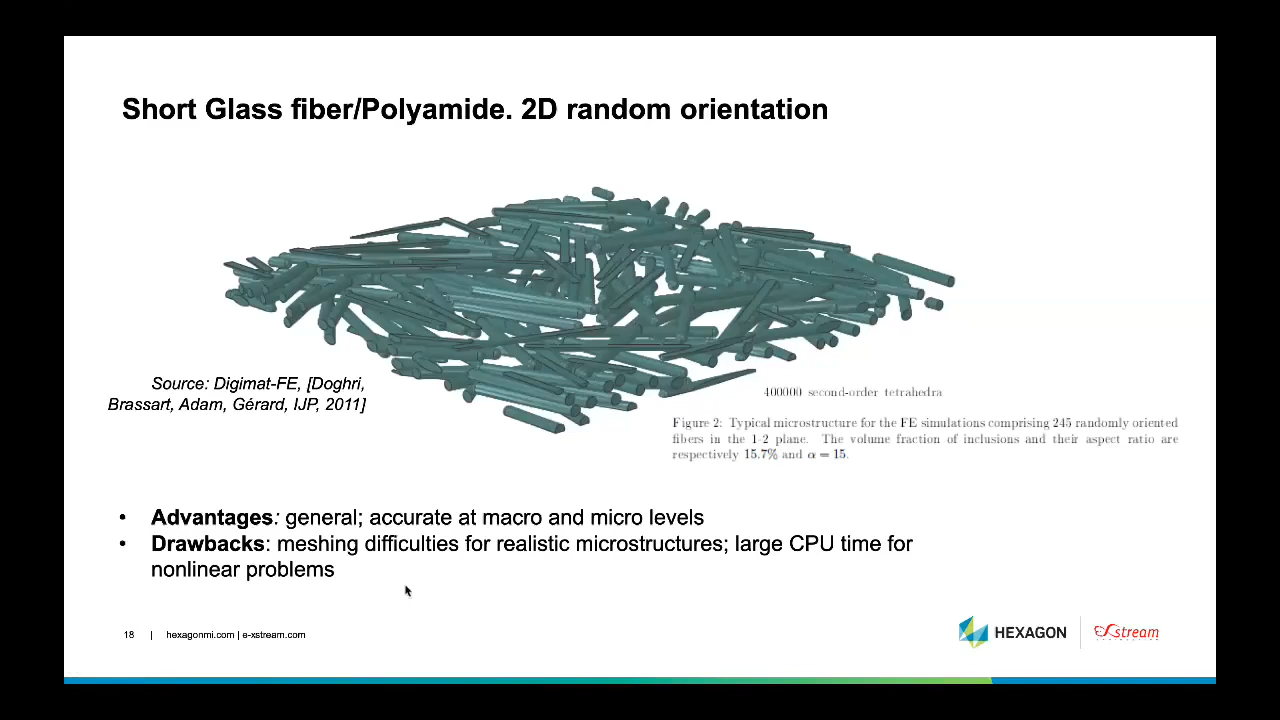 Short Glass fiber/Polyamide. 2D random orientation
Source: Digimat-FE, [Doghri,
Brassart, Adam, Gérard, IJP, 2011]
400000 second-order tetrahedra
Figure 2: Typical microstructure for the FE simulations comprising 245 randomly oriented
fibers in the 1-2 plane. The volume fraction of inclusions and their aspect ratio are
respectively 15.7% and α = 15.
• Advantages: general; accurate at macro and micro levels
• Drawbacks: meshing difficulties for realistic microstructures; large CPU time for
nonlinear problems
18 | hexagonmi.com | e-xstream.com
HEXAGON
eXstream